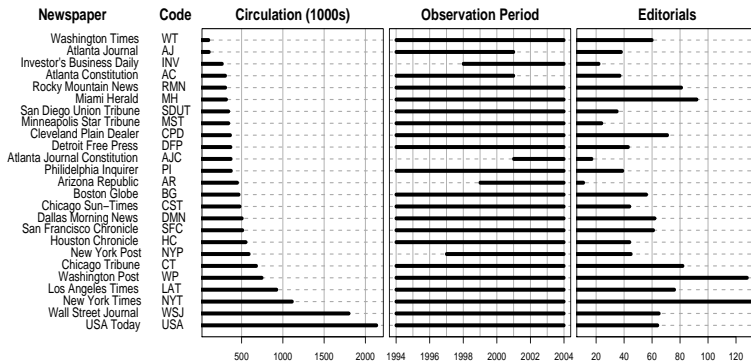 Newspaper Code Circulation (1000s) Observation Period Editorials
Washington Times WT
Atlanta Journal AJ
Investor's Business Daily INV
Atlanta Constitution AC
Rocky Mountain News RMN
Miami Herald MH
San Diego Union Tribune SDUT
Minneapolis Star Tribune MST
Cleveland Plain Dealer CPD
Detroit Free Press DFP
Atlanta Journal Constitution AJC
Philidelphia Inquirer PI
Arizona Republic AR
Boston Globe BG
Chicago Sun−Times CST
Dallas Morning News DMN
San Francisco Chronicle SFC
Houston Chronicle HC
New York Post NYP
Chicago Tribune CT
Washington Post WP
Los Angeles Times LAT
New York Times NYT
Wall Street Journal WSJ
USA Today USA
500 1000 1500 2000 1994 1996 1998 2000 2002 2004 20 40 60 80 100 120